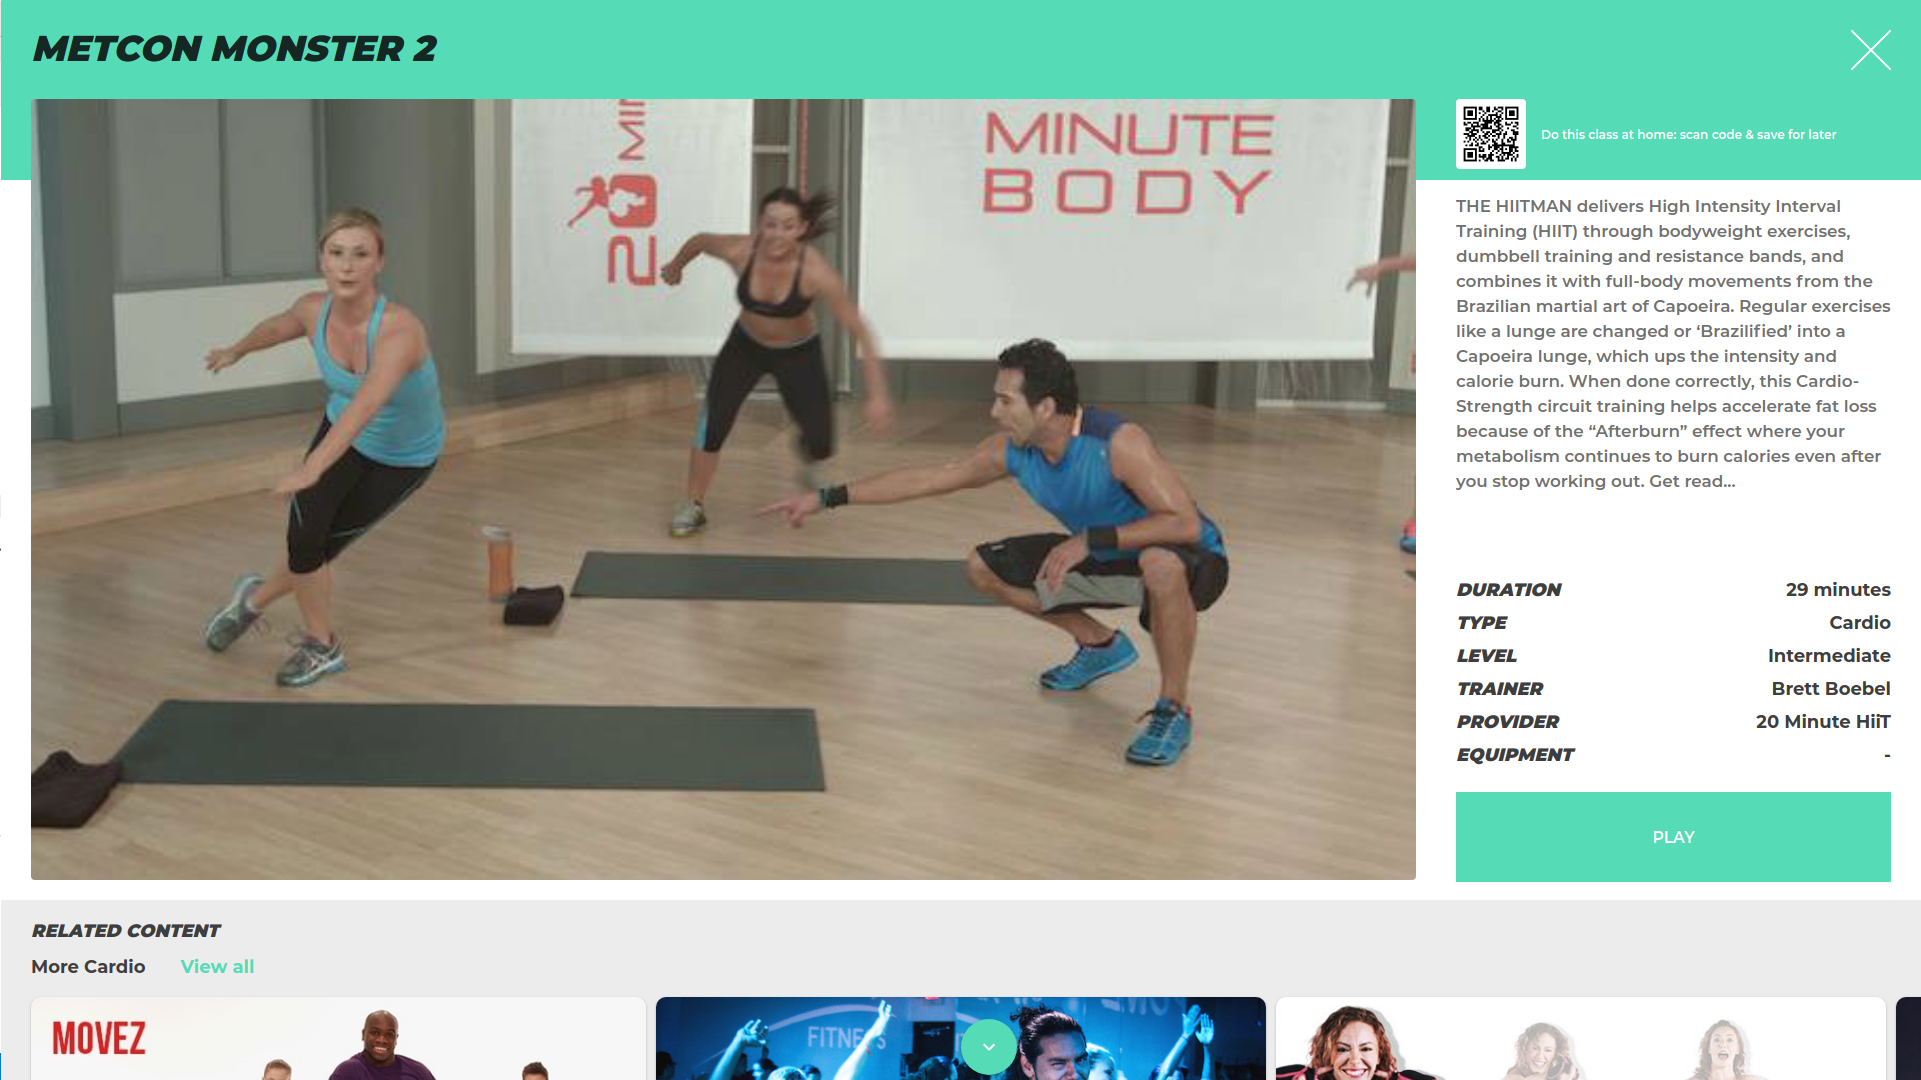 METCON MONSTER 2
Do this class at home: scan code & save for later
20 MIN
MINUTE
BODY
THE HIITMAN delivers High Intensity Interval
Training (HIIT) through bodyweight exercises,
dumbbell training and resistance bands, and
combines it with full-body movements from the
Brazilian martial art of Capoeira. Regular exercises
like a lunge are changed or ‘Brazilified’ into a
Capoeira lunge, which ups the intensity and
calorie burn. When done correctly, this Cardio-
Strength circuit training helps accelerate fat loss
because of the “Afterburn” effect where your
metabolism continues to burn calories even after
you stop working out. Get read...
DURATION 29 minutes
TYPE Cardio
LEVEL Intermediate
TRAINER Brett Boebel
PROVIDER 20 Minute HiiT
EQUIPMENT -
PLAY
RELATED CONTENT
More Cardio View all
MOVEZ